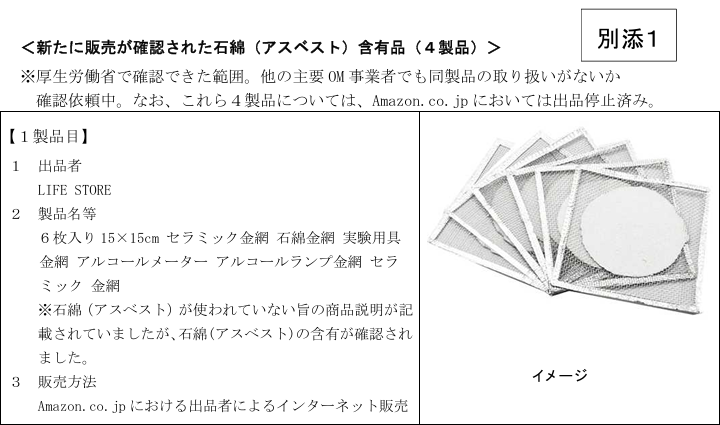 別添１
＜新たに販売が確認された石綿（アスベスト）含有品（４製品）＞
※厚生労働省で確認できた範囲。他の主要 OM 事業者でも同製品の取り扱いがないか
確認依頼中。なお、これら４製品については、Amazon.co.jp においては出品停止済み。
【１製品目】
１ 出品者
LIFE STORE
２ 製品名等
６枚入り 15×15cm セラミック金網 石綿金網 実験用具
金網 アルコールメーター アルコールランプ金網 セラ
ミック 金網
※石綿（アスベスト）が使われていない旨の商品説明が記
載されていましたが、石綿(アスベスト)の含有が確認され
ました。
３ 販売方法
Amazon.co.jp における出品者によるインターネット販売
イメージ